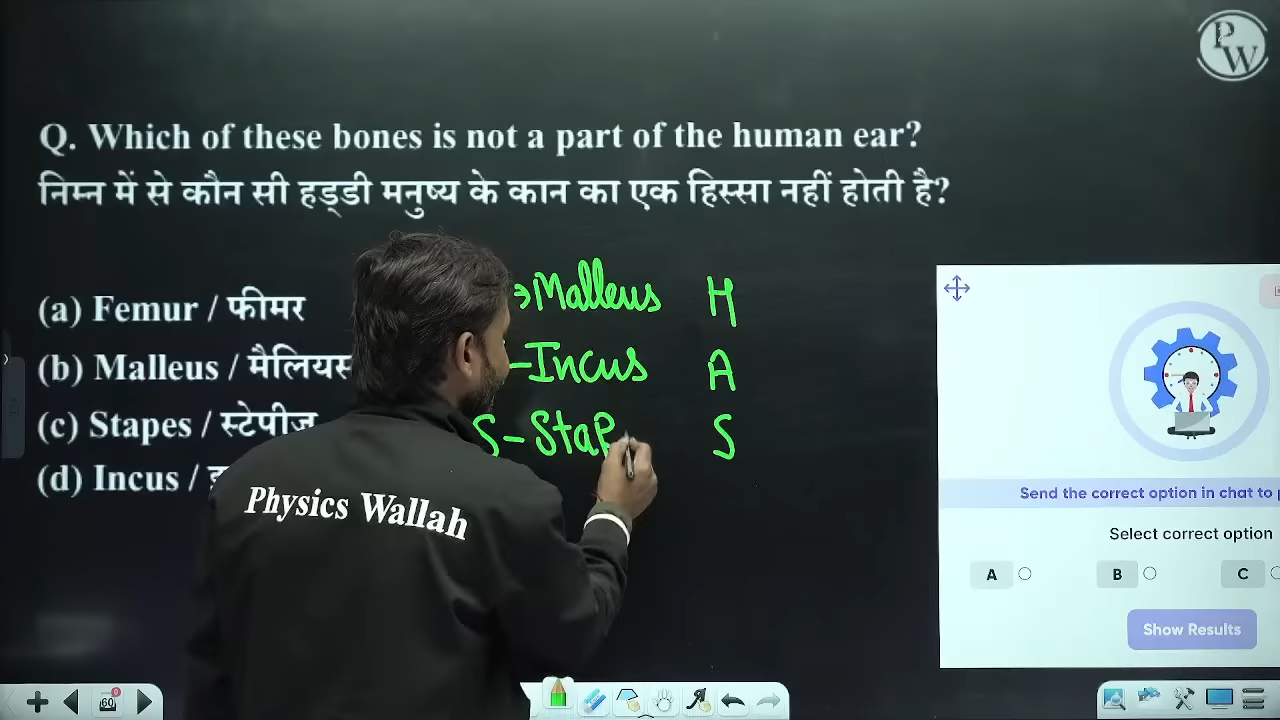 PW
Q. Which of these bones is not a part of the human ear?
निम्न में से कौन सी हड्डी मनुष्य के कान का एक हिस्सा नहीं होती है?
(a) Femur / फीमर
(b) Malleus / मैलियस
(c) Stapes / स्टेपीज
(d) Incus /
Malleus H
Incus A
S - Stap S
Physics Wallah
Send the correct option in chat to
Select correct option
A B C
Show Results
60